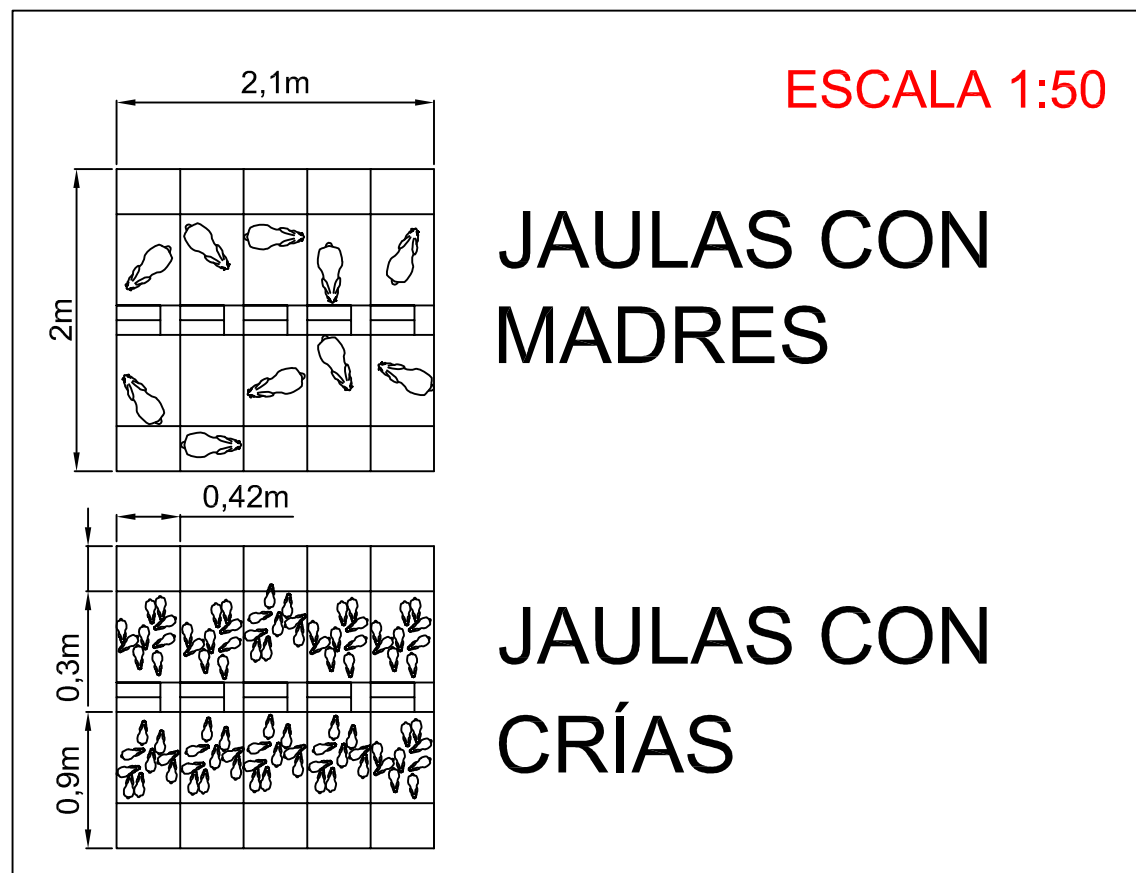 2,1m
ESCALA 1:50
2m
JAULAS CON
MADRES
0,42m
0,3m
0,9m
JAULAS CON
CRÍAS